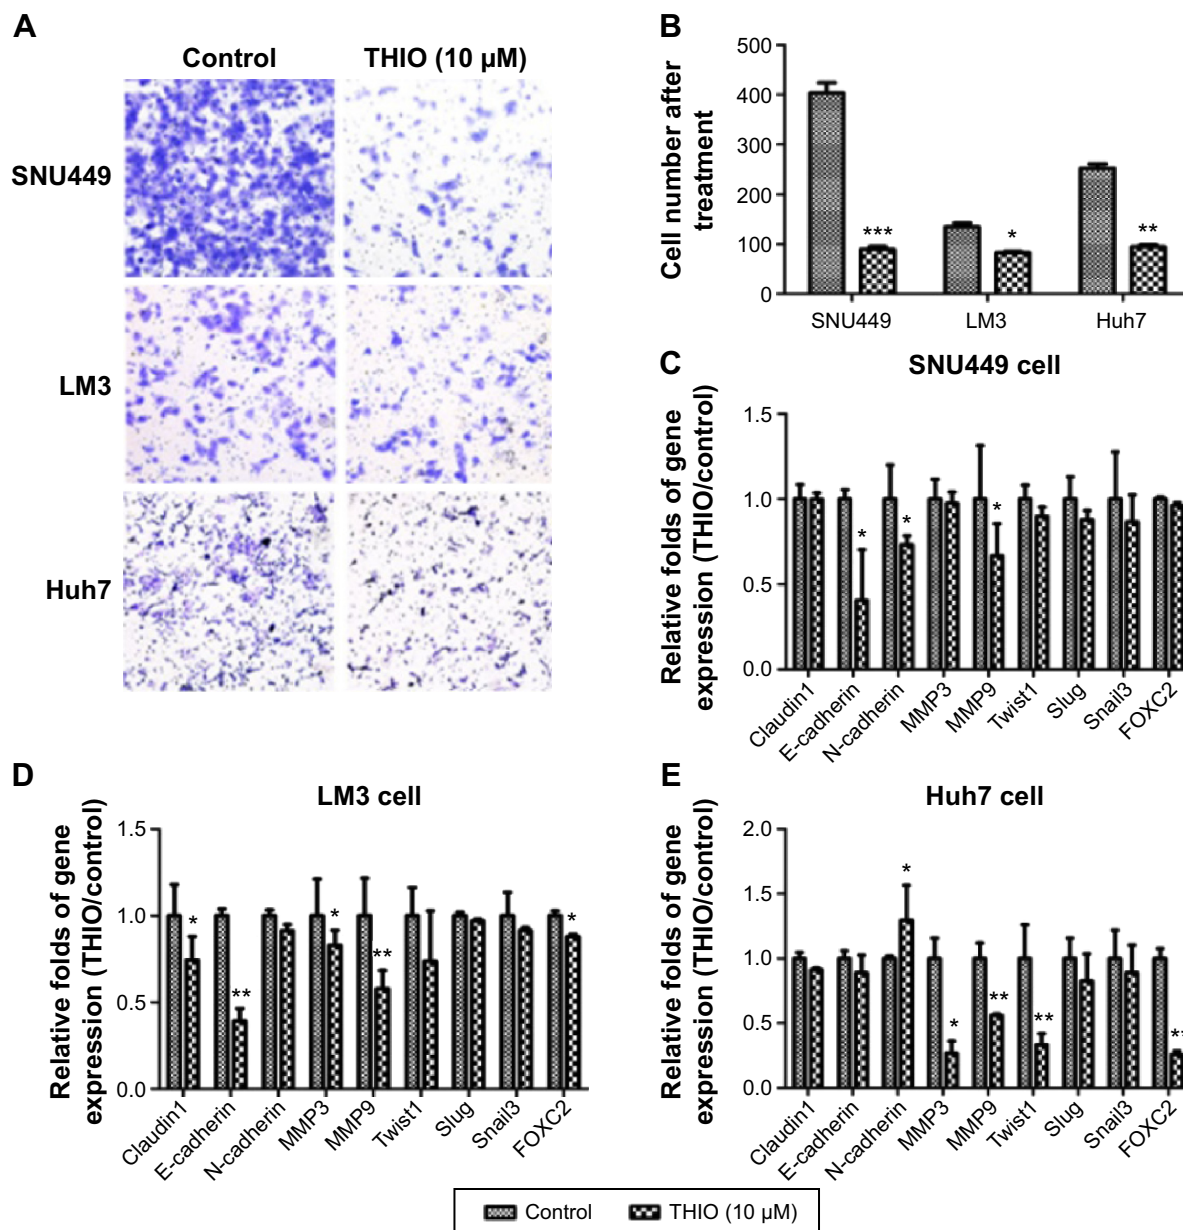 A
Control
THIO (10 µM)
SNU449
LM3
Huh7
B
Cell number after
treatment
500
400
300
200
100
0
***
*
**
SNU449
LM3
Huh7
C
SNU449 cell
Relative folds of gene
expression (THIO/control)
1.5
1.0
0.5
0.0
*
*
*
Claudin1
E-cadherin
N-cadherin
MMP3
MMP9
Twist1
Slug
Snail3
FOXC2
D
LM3 cell
Relative folds of gene
expression (THIO/control)
1.5
1.0
0.5
0.0
*
**
*
**
*
Claudin1
E-cadherin
N-cadherin
MMP3
MMP9
Twist1
Slug
Snail3
FOXC2
E
Huh7 cell
Relative folds of gene
expression (THIO/control)
2.0
1.5
1.0
0.5
0.0
*
*
**
**
**
Claudin1
E-cadherin
N-cadherin
MMP3
MMP9
Twist1
Slug
Snail3
FOXC2
Control
THIO (10 µM)